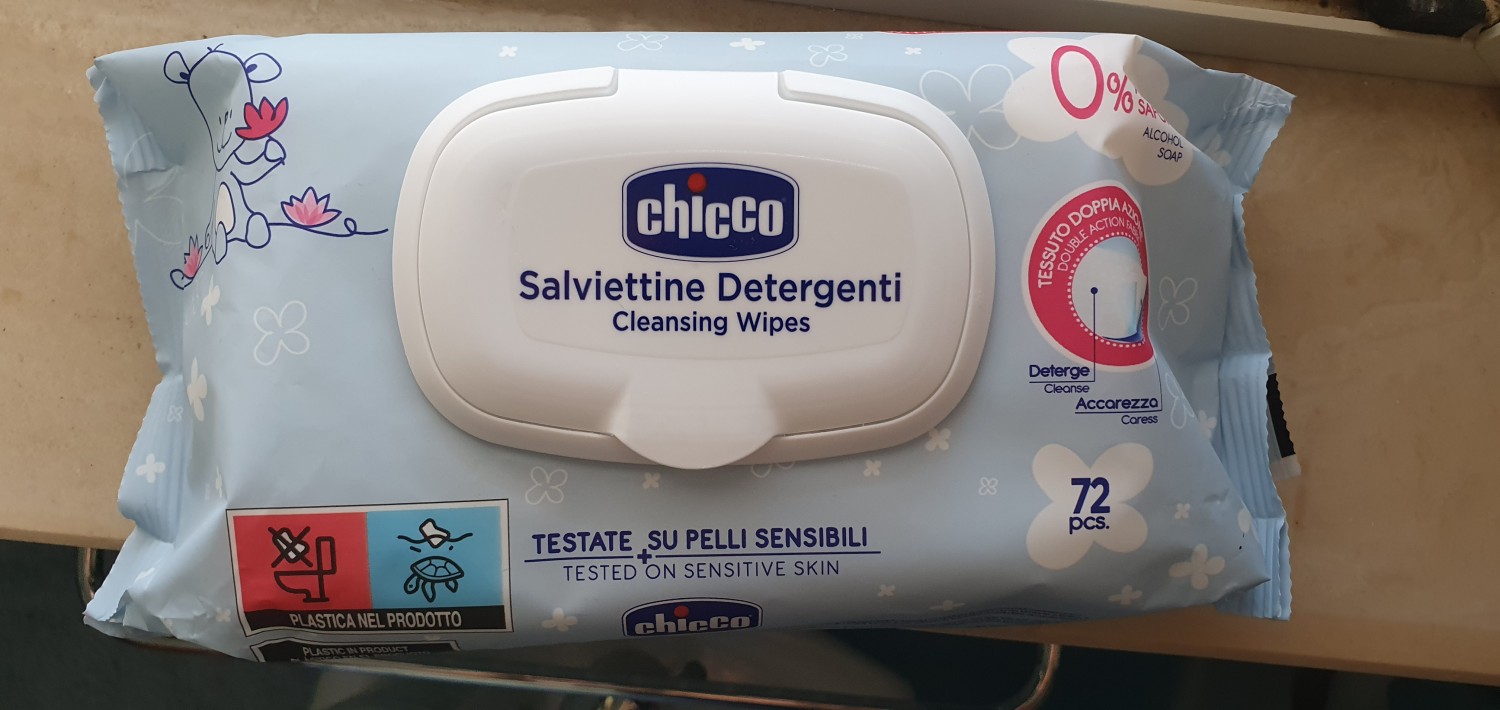 chicco
Salviettine Detergenti
Cleansing Wipes
0%
ALCOHOL
SOAP
TESSUTO DOPPIA
DOUBLE ACTION
Deterge
Cleanse
Accarezza
Caress
72
pcs.
TESTATE SU PELLI SENSIBILI
+
TESTED ON SENSITIVE SKIN
chicco
PLASTICA NEL PRODOTTO
PLASTIC IN PRODUCT